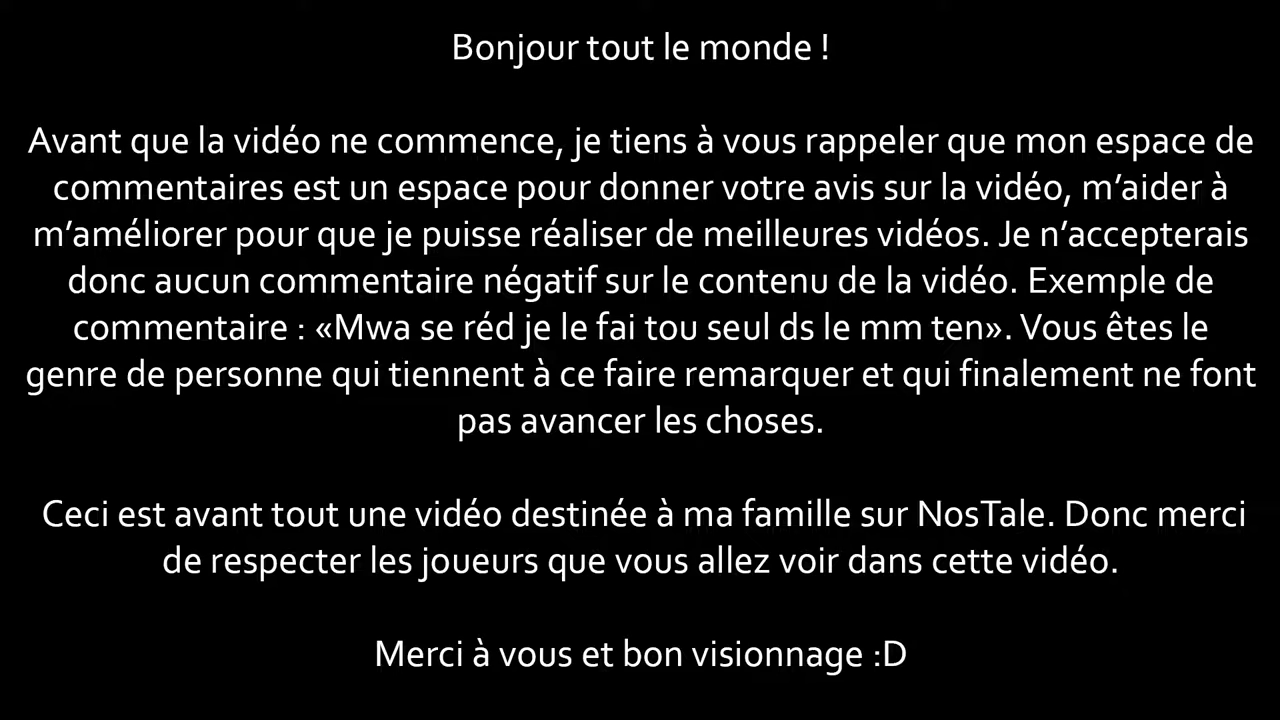 Bonjour tout le monde !
Avant que la vidéo ne commence, je tiens à vous rappeler que mon espace de
commentaires est un espace pour donner votre avis sur la vidéo, m’aider à
m’améliorer pour que je puisse réaliser de meilleures vidéos. Je n’accepterais
donc aucun commentaire négatif sur le contenu de la vidéo. Exemple de
commentaire : «Mwa se réd je le fai tou seul ds le mm ten». Vous êtes le
genre de personne qui tiennent à ce faire remarquer et qui finalement ne font
pas avancer les choses.
Ceci est avant tout une vidéo destinée à ma famille sur NosTale. Donc merci
de respecter les joueurs que vous allez voir dans cette vidéo.
Merci à vous et bon visionnage :D